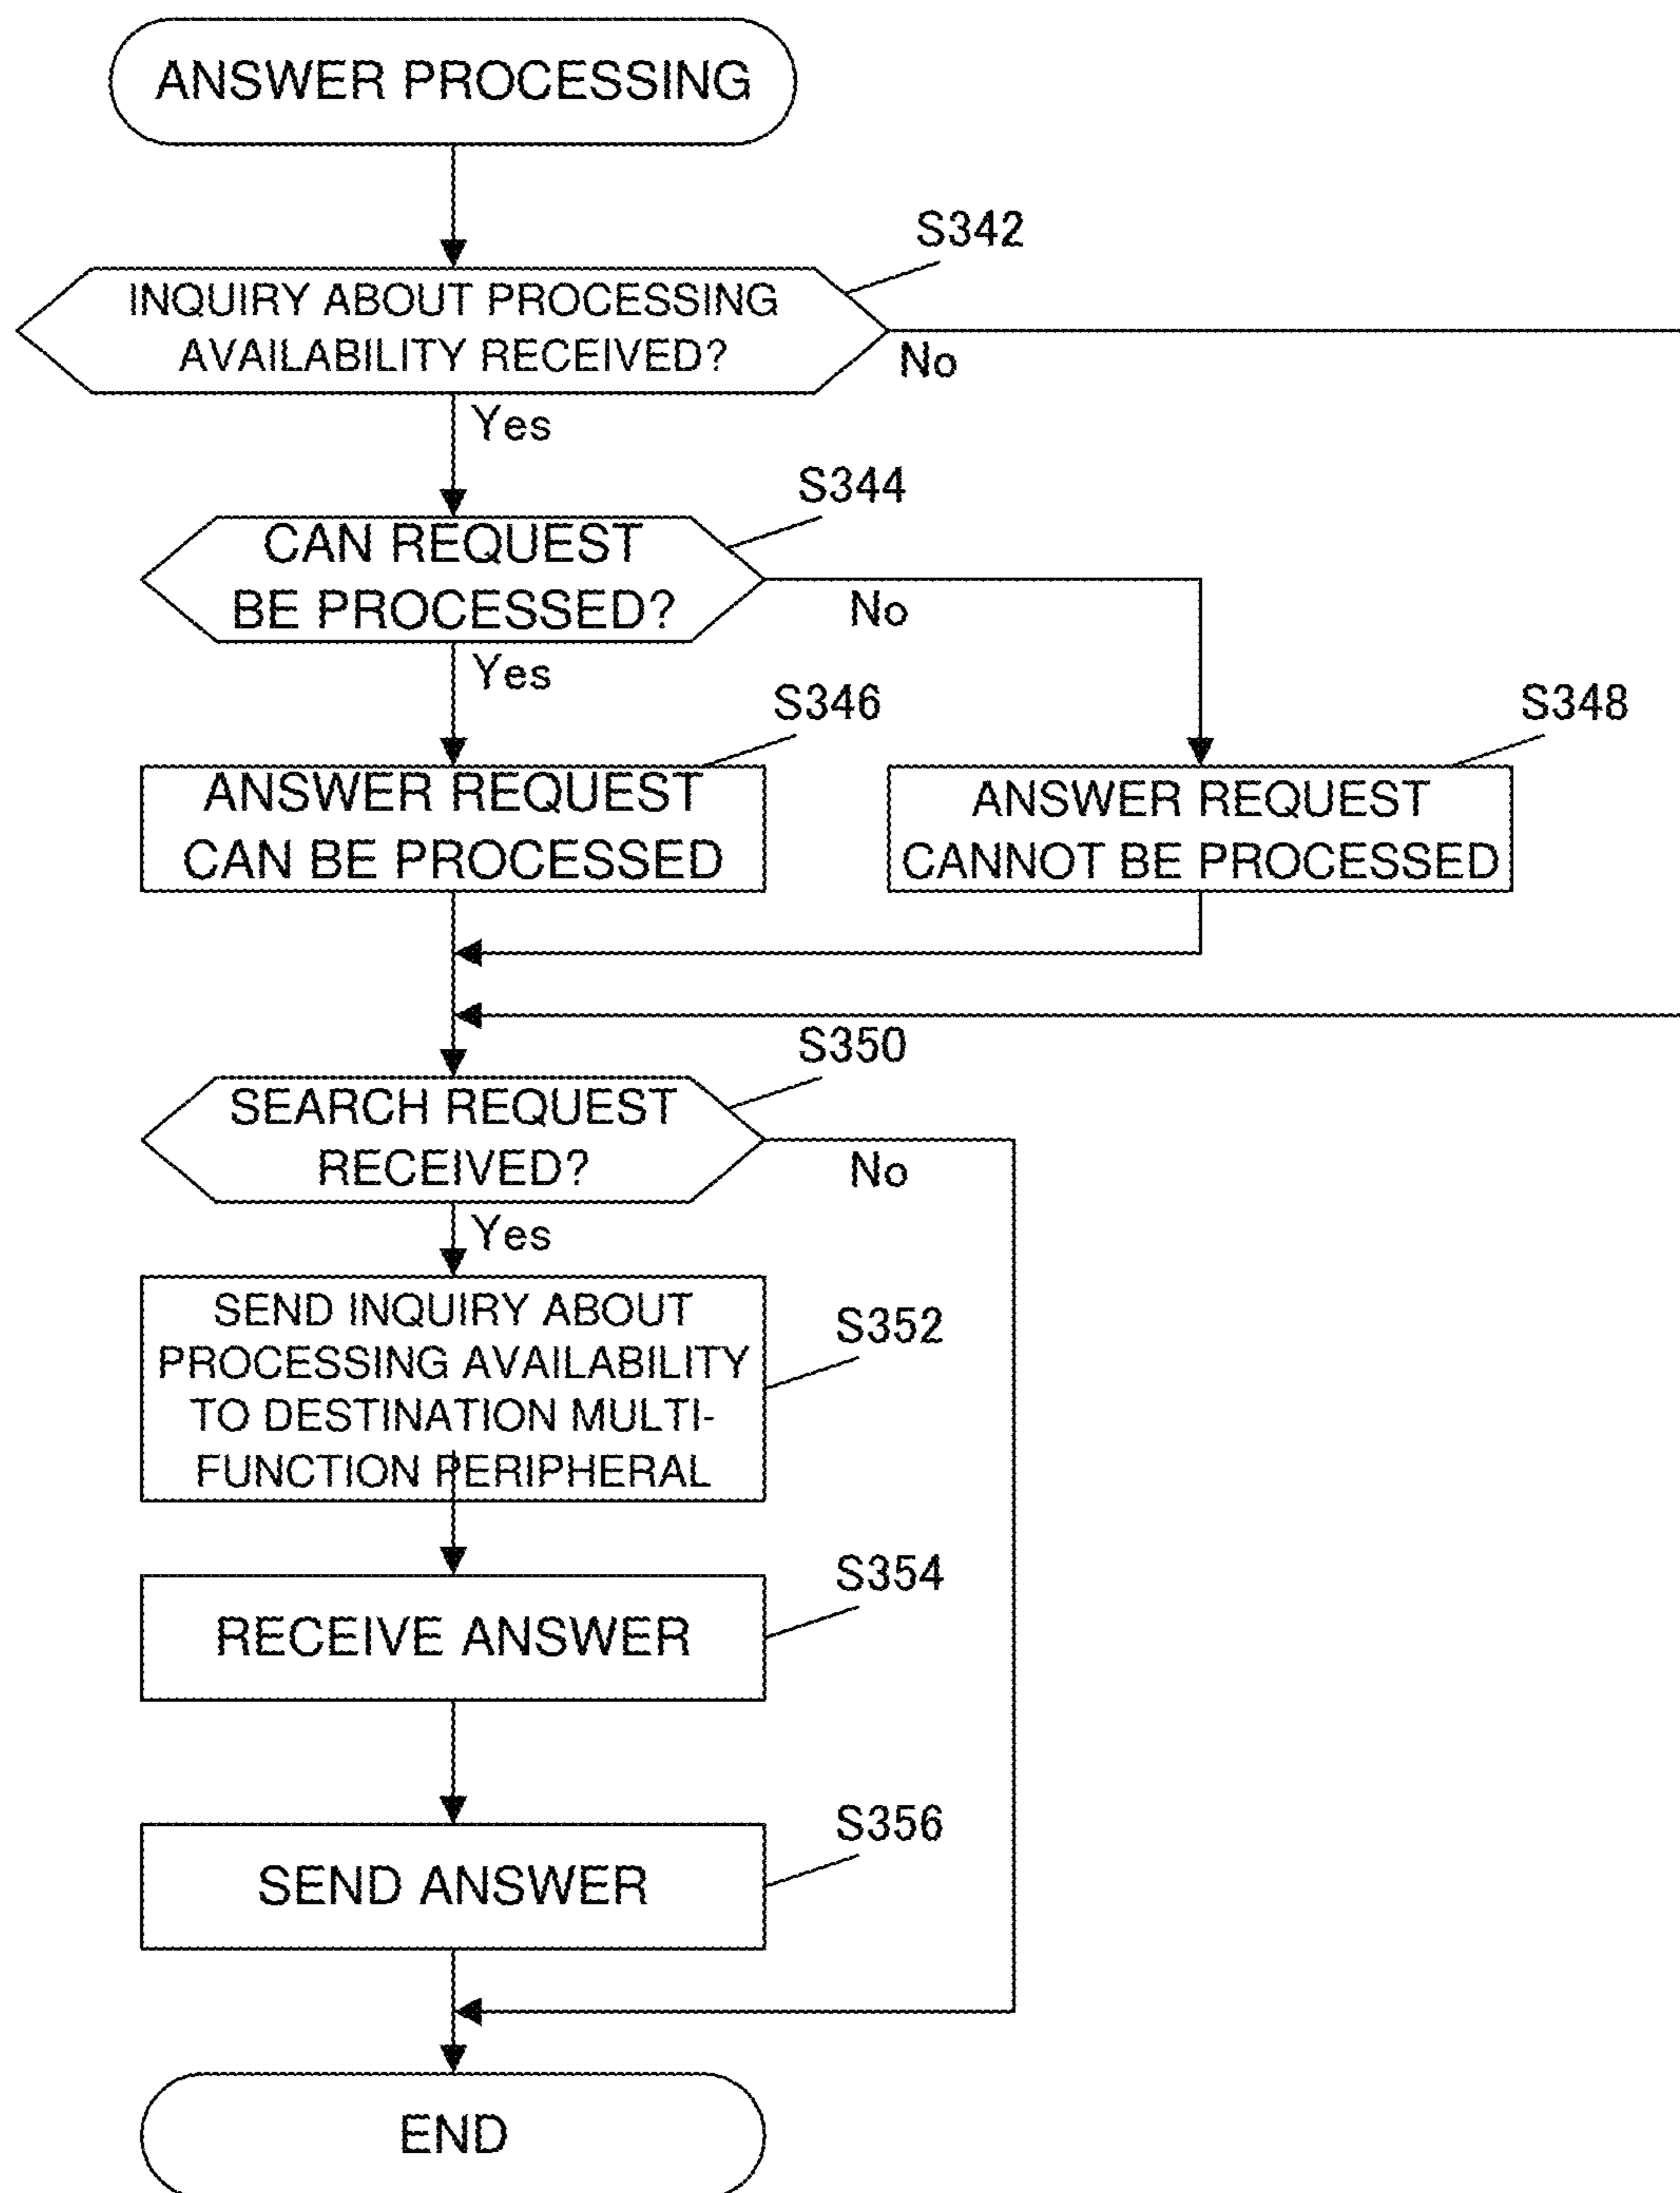 ANSWER PROCESSING
S342
INQUIRY ABOUT PROCESSING
AVAILABILITY RECEIVED?
No
Yes
S344
CAN REQUEST
BE PROCESSED?
No
Yes
S346
S348
ANSWER REQUEST
CAN BE PROCESSED
ANSWER REQUEST
CANNOT BE PROCESSED
S350
SEARCH REQUEST
RECEIVED?
No
Yes
SEND INQUIRY ABOUT
PROCESSING AVAILABILITY
TO DESTINATION MULTI-
FUNCTION PERIPHERAL
S352
S354
RECEIVE ANSWER
S356
SEND ANSWER
END